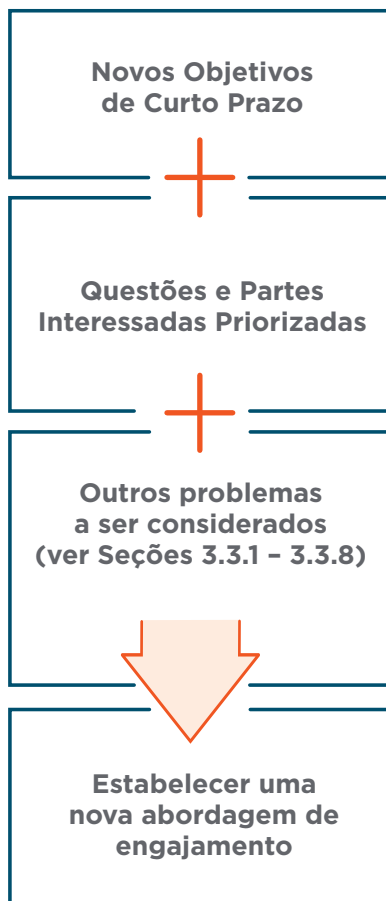 Novos Objetivos
de Curto Prazo
Questões e Partes
Interessadas Priorizadas
Outros problemas
a ser considerados
(ver Seções 3.3.1 – 3.3.8)
Estabelecer uma
nova abordagem de
engajamento